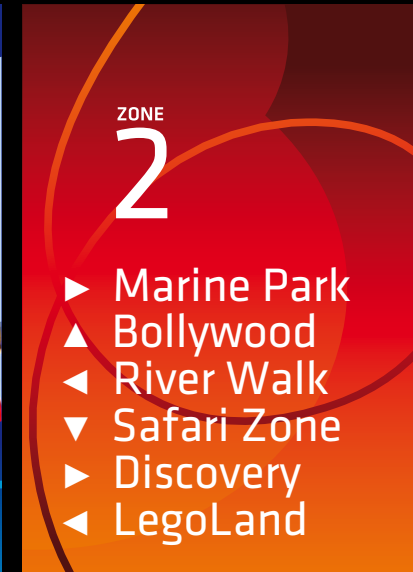 ZONE
2
► Marine Park
▲ Bollywood
◄ River Walk
▼ Safari Zone
► Discovery
◄ LegoLand